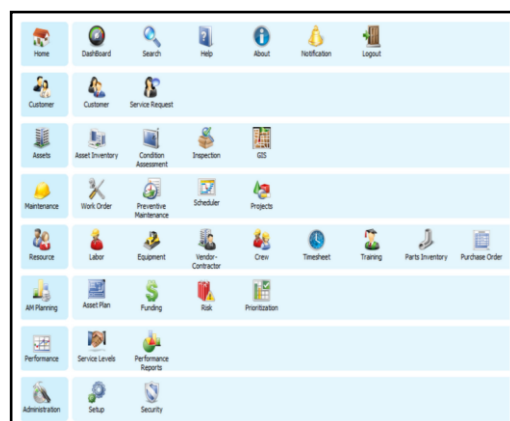 Home DashBoard Search Help About Notification Logout
Customer Customer Service Request
Assets Asset Inventory Condition Assessment Inspection GIS
Maintenance Work Order Preventive Maintenance Scheduler Projects
Resource Labor Equipment Vendor-Contractor Crew Timesheet Training Parts Inventory Purchase Order
AM Planning Asset Plan Funding Risk Prioritization
Performance Service Levels Performance Reports
Administration Setup Security